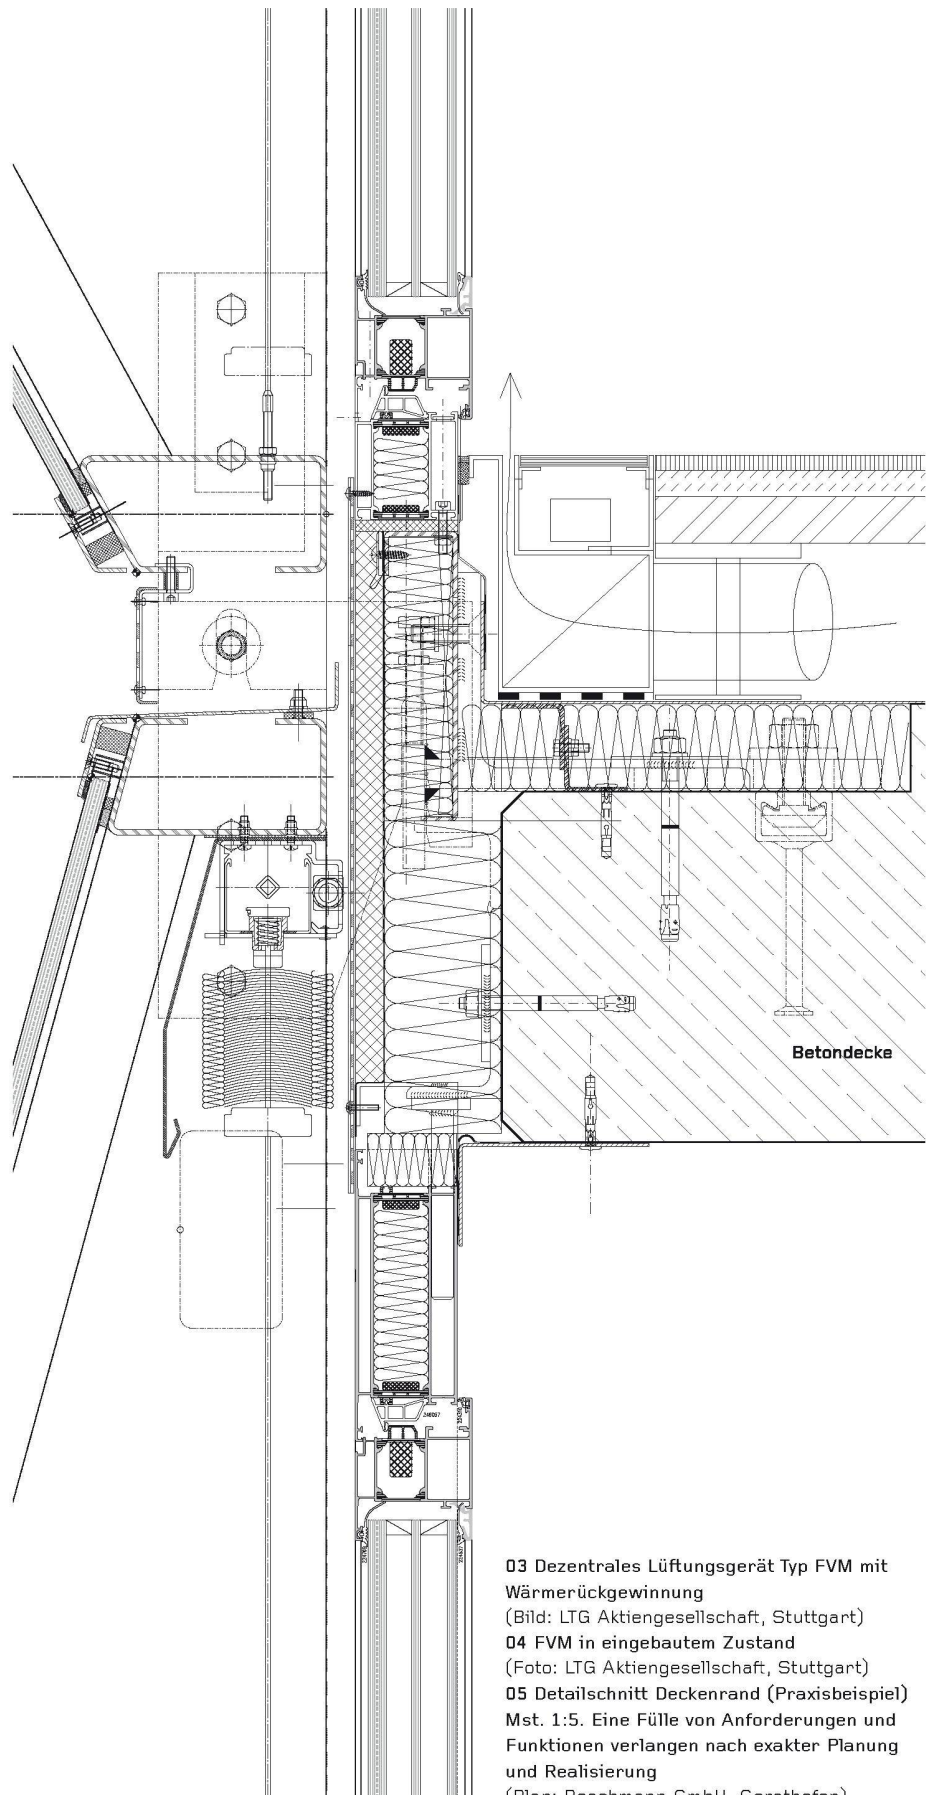 Betondecke
246057
03 Dezentrales Lüftungsgerät Typ FVM mit
Wärmerückgewinnung
(Bild: LTG Aktiengesellschaft, Stuttgart)
04 FVM in eingebautem Zustand
(Foto: LTG Aktiengesellschaft, Stuttgart)
05 Detailschnitt Deckenrand (Praxisbeispiel)
Mst. 1:5. Eine Fülle von Anforderungen und
Funktionen verlangen nach exakter Planung
und Realisierung